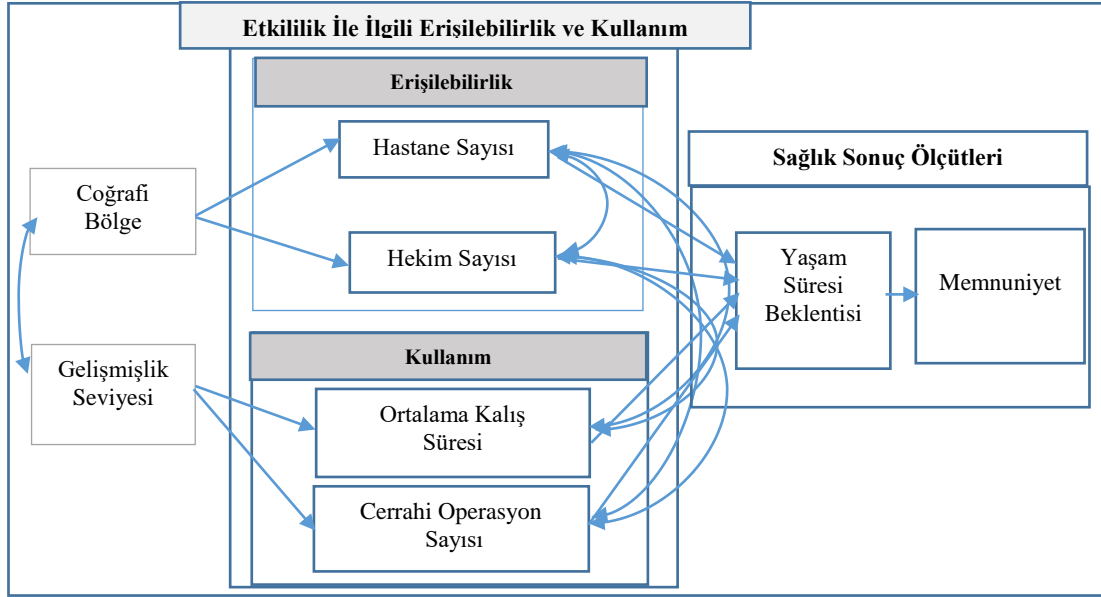 Etkililik İle İlgili Erişilebilirlik ve Kullanım
Erişilebilirlik
Hastane Sayısı
Hekim Sayısı
Coğrafi
Bölge
Gelişmişlik
Seviyesi
Kullanım
Ortalama Kalış
Süresi
Cerrahi Operasyon
Sayısı
Sağlık Sonuç Ölçütleri
Yaşam
Süresi
Beklentisi
Memnuniyet